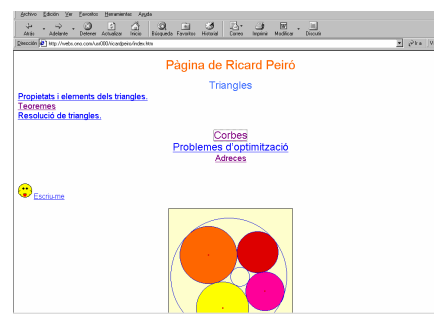 Archivo Edición Ver Favoritos Herramientas Ayuda
Atrás Adelante Detener Actualizar Inicio Búsqueda Favoritos Historial Correo Imprimir Modificar Discutir
Dirección http://webs.ono.com/usr000/ricardpeiro/index.htm
Pàgina de Ricard Peiró
Triangles
Propietats i elements dels triangles.
Teoremes
Resolució de triangles.
Corbes
Problemes d'optimització
Adreces
Escriu-me